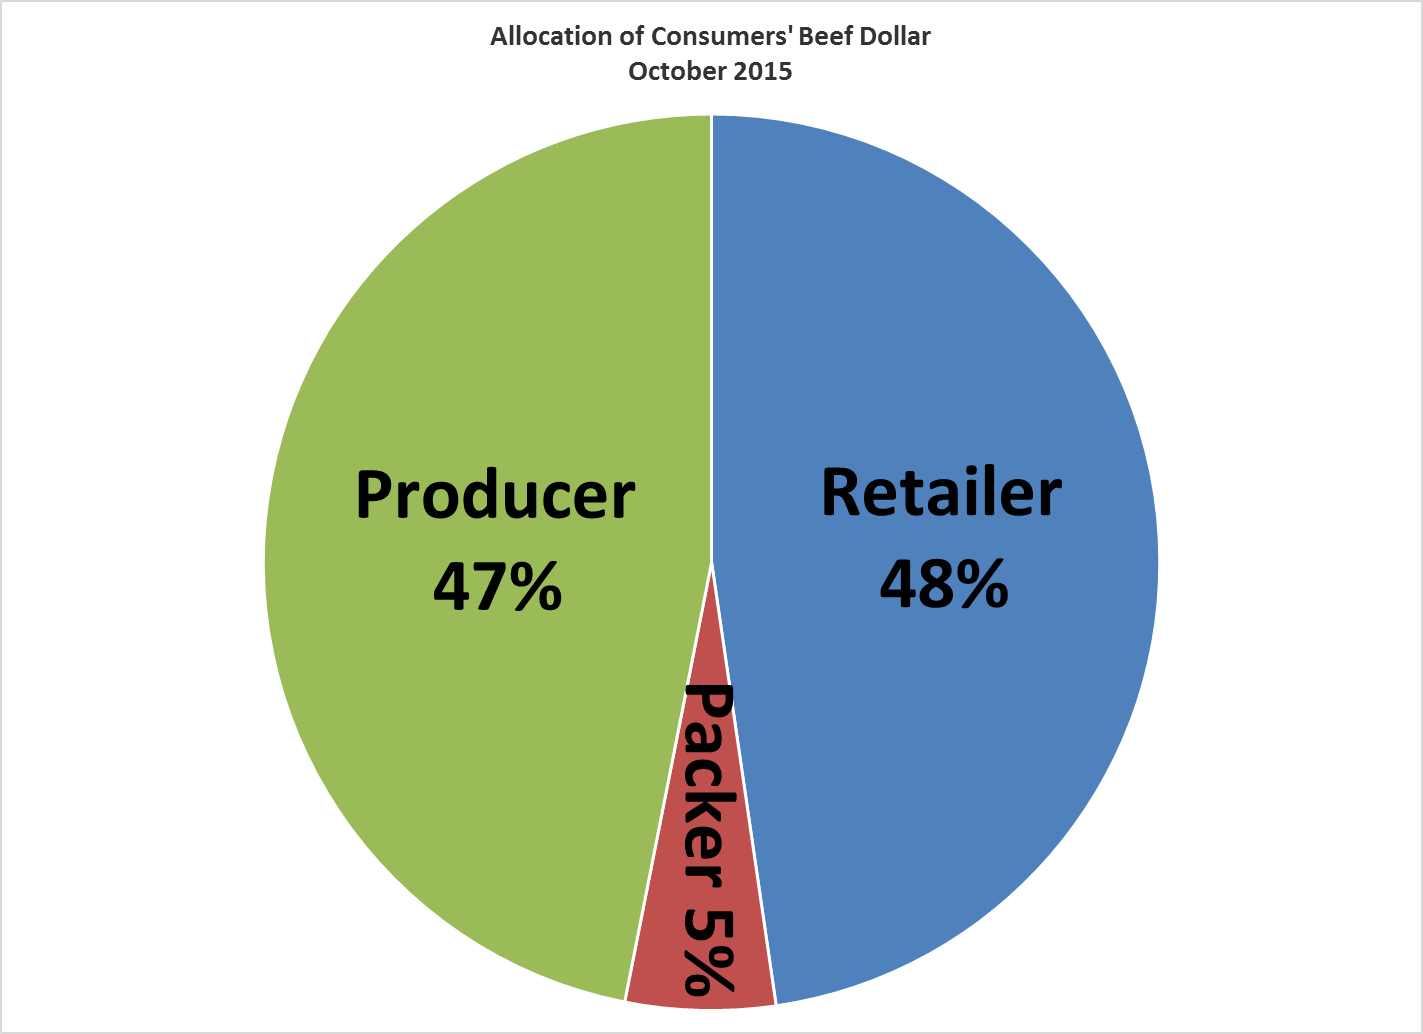 Allocation of Consumers' Beef Dollar
October 2015
Producer
47%
Retailer
48%
Packer 5%